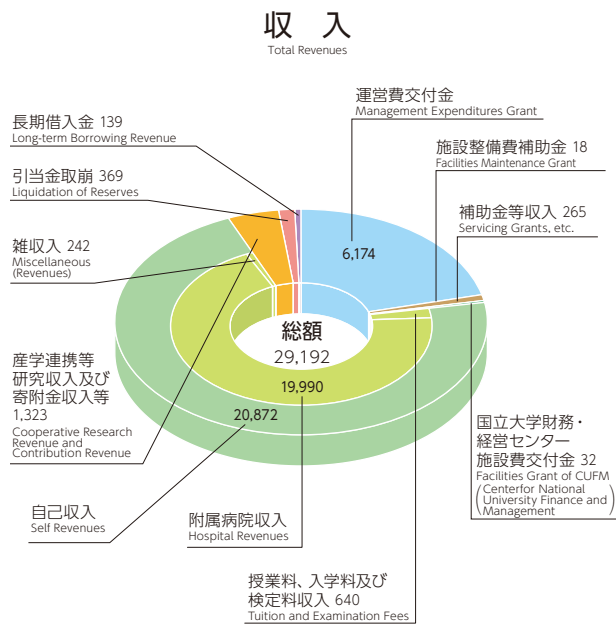 収 入
Total Revenues
運営費交付金
Management Expenditures Grant
長期借入金 139
Long-term Borrowing Revenue
施設整備費補助金 18
Facilities Maintenance Grant
引当金取崩 369
Liquidation of Reserves
補助金等収入 265
Servicing Grants, etc.
雑収入 242
Miscellaneous
(Revenues)
6,174
総額
29,192
19,990
20,872
産学連携等
研究収入及び
寄附金収入等
1,323
Cooperative Research
Revenue and
Contribution Revenue
国立大学財務・
経営センター
施設費交付金 32
Facilities Grant of CUFM
(Centerfor National
University Finance and
Management)
自己収入
Self Revenues
附属病院収入
Hospital Revenues
授業料、入学料及び
検定料収入 640
Tuition and Examination Fees